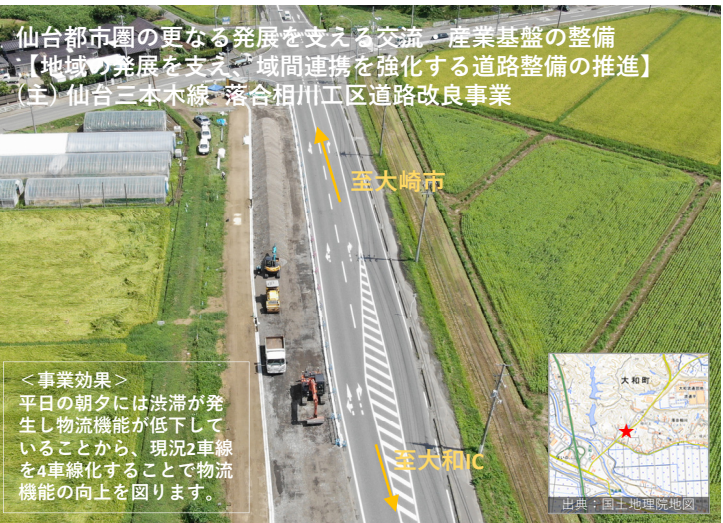 仙台都市圏の更なる発展を支える交流・産業基盤の整備
【地域の発展を支え、域間連携を強化する道路整備の推進】
(主) 仙台三本木線 落合相川工区道路改良事業
至大崎市
＜事業効果＞
平日の朝夕には渋滞が発
生し物流機能が低下して
いることから、現況2車線
を4車線化することで物流
機能の向上を図ります。
至大和IC
大和町
出典：国土地理院地図